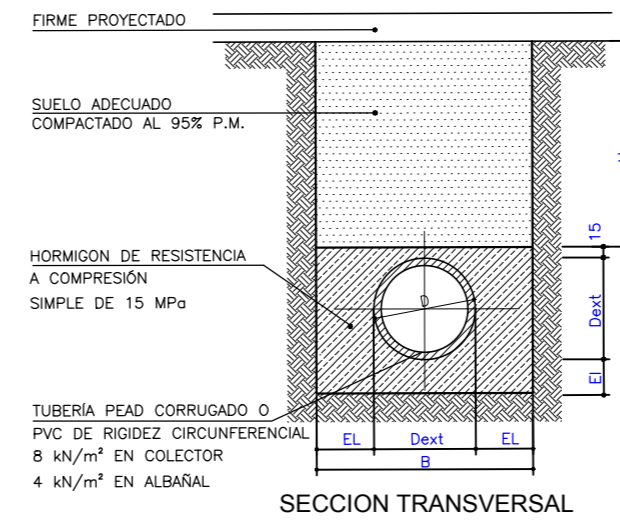 FIRME PROYECTADO
SUELO ADECUADO
COMPACTADO AL 95% P.M.
HORMIGON DE RESISTENCIA
A COMPRESIÓN
SIMPLE DE 15 MPa
TUBERÍA PEAD CORRUGADO O
PVC DE RIGIDEZ CIRCUNFERENCIAL
8 kN/m² EN COLECTOR
4 kN/m² EN ALBAÑAL
D
15
Dext
EI
EL Dext EL
B
SECCION TRANSVERSAL